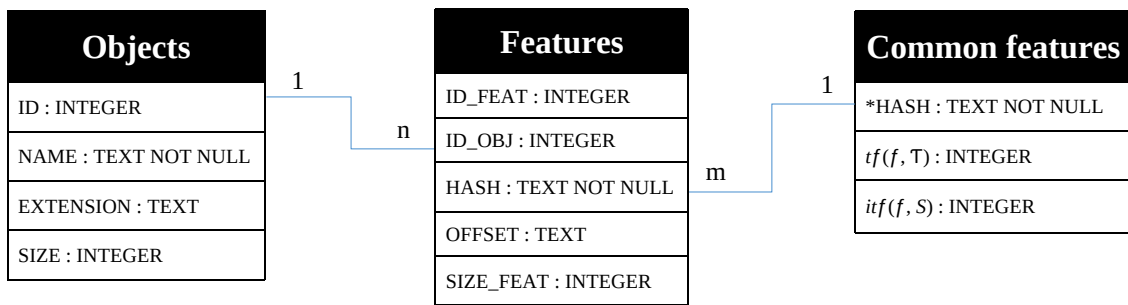 Objects
ID : INTEGER
NAME : TEXT NOT NULL
EXTENSION : TEXT
SIZE : INTEGER
1
n
Features
ID_FEAT : INTEGER
ID_OBJ : INTEGER
HASH : TEXT NOT NULL
OFFSET : TEXT
SIZE_FEAT : INTEGER
m
1
Common features
*HASH : TEXT NOT NULL
tf(f, T) : INTEGER
itf(f, S) : INTEGER